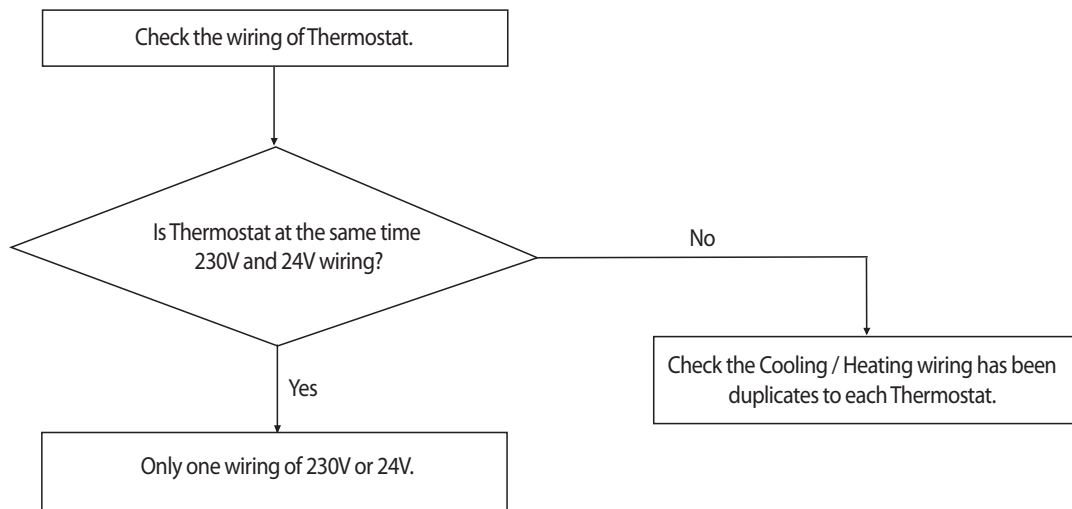 Check the wiring of Thermostat.
Is Thermostat at the same time
230V and 24V wiring?
No
Check the Cooling / Heating wiring has been
duplicates to each Thermostat.
Yes
Only one wiring of 230V or 24V.